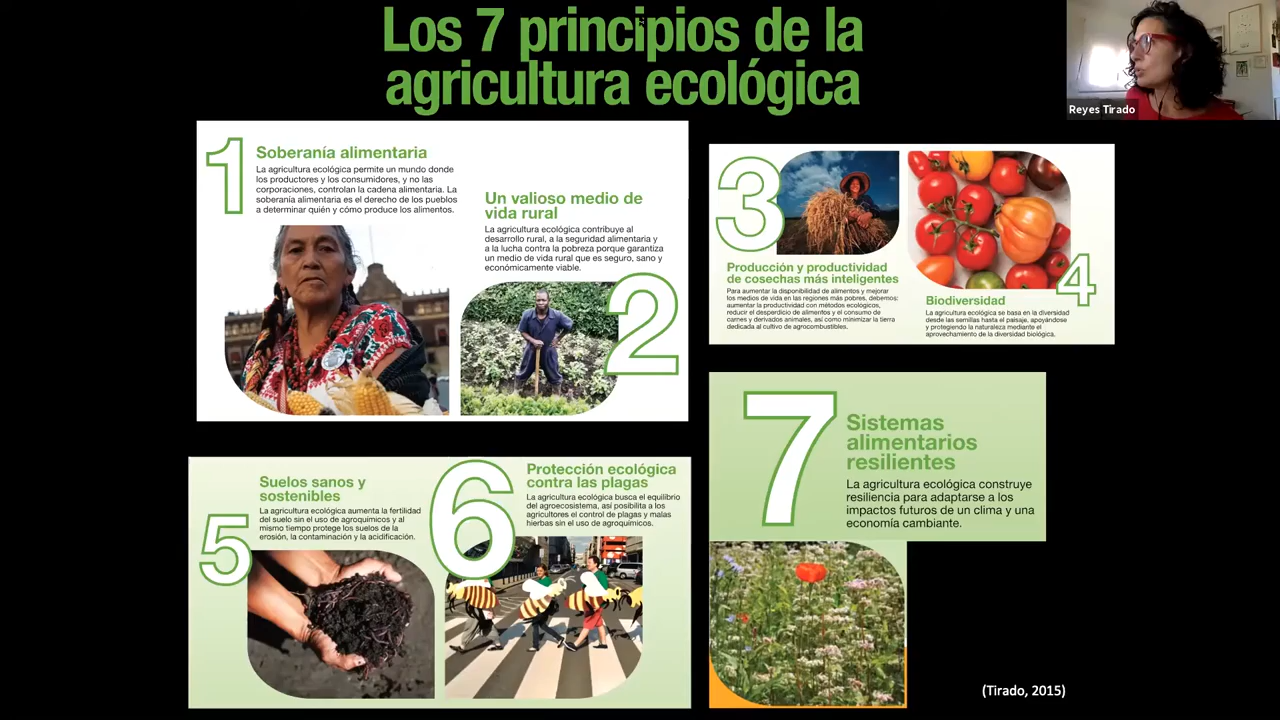 Los 7 principios de la
agricultura ecológica
Reyes Tirado
1
Soberanía alimentaria
La agricultura ecológica permite un mundo donde
los productores y los consumidores, y no las
corporaciones, controlan la cadena alimentaria. La
soberanía alimentaria es el derecho de los pueblos
a determinar quién y cómo produce los alimentos.
Un valioso medio de
vida rural
La agricultura ecológica contribuye al
desarrollo rural, a la seguridad alimentaria y
a la lucha contra la pobreza porque garantiza
un medio de vida rural que es seguro, sano y
económicamente viable.
2
3
Producción y productividad
de cosechas más inteligentes
Para aumentar la disponibilidad de alimentos y mejorar
los medios de vida en las regiones más pobres, debemos:
aumentar la productividad con métodos ecológicos,
reducir el desperdicio de alimentos y el consumo de
carnes y derivados animales, así como minimizar la tierra
dedicada al cultivo de agrocombustibles.
4
Biodiversidad
La agricultura ecológica se basa en la diversidad
desde las semillas hasta el paisaje, apoyándose
y protegiendo la naturaleza mediante el
aprovechamiento de la diversidad biológica.
5
Suelos sanos y
sostenibles
La agricultura ecológica aumenta la fertilidad
del suelo sin el uso de agroquímicos y al
mismo tiempo protege los suelos de la
erosión, la contaminación y la acidificación.
6
Protección ecológica
contra las plagas
La agricultura ecológica busca el equilibrio
del agroecosistema, así posibilita a los
agricultores el control de plagas y malas
hierbas sin el uso de agroquímicos.
7
Sistemas
alimentarios
resilientes
La agricultura ecológica construye
resiliencia para adaptarse a los
impactos futuros de un clima y una
economía cambiante.
(Tirado, 2015)